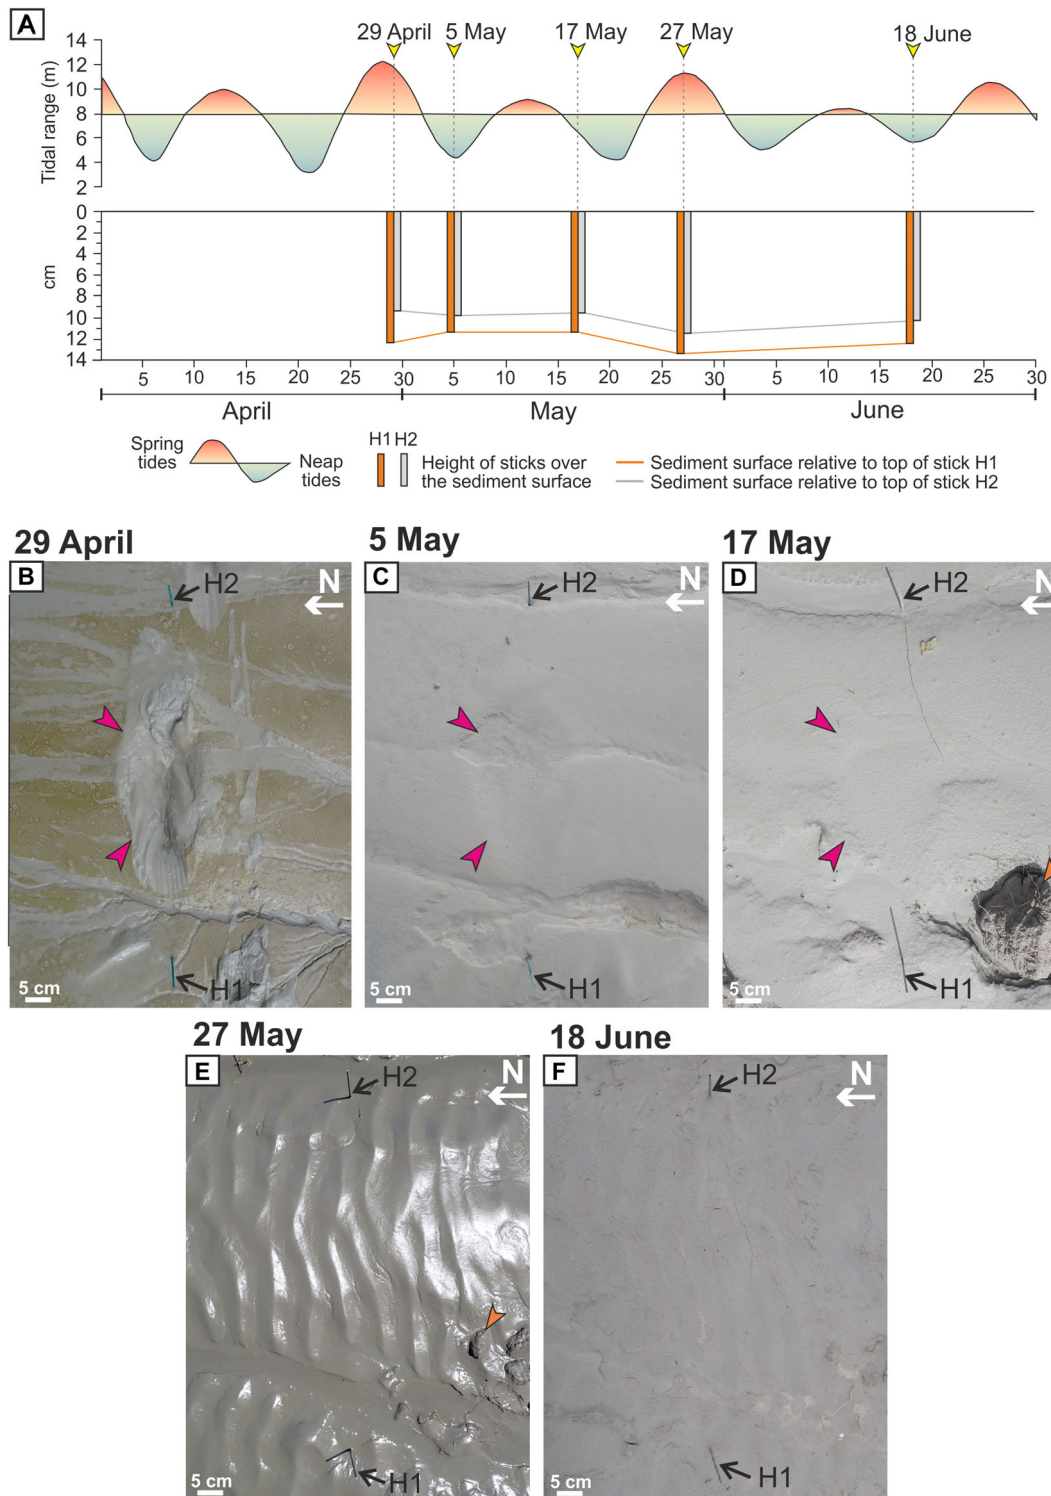 A
29 April
5 May
17 May
27 May
18 June
Tidal range (m)
14
12
10
8
6
4
2
cm
0
2
4
6
8
10
12
14
5
10
15
20
25
30
5
10
15
20
25
30
5
10
15
20
25
30
April
May
June
Spring
tides
Neap
tides
H1 H2
Height of sticks over
the sediment surface
Sediment surface relative to top of stick H1
Sediment surface relative to top of stick H2
29 April
B
H2
N
H1
5 cm
5 May
C
H2
N
H1
5 cm
17 May
D
H2
N
H1
5 cm
27 May
E
H2
N
H1
5 cm
18 June
F
H2
N
H1
5 cm